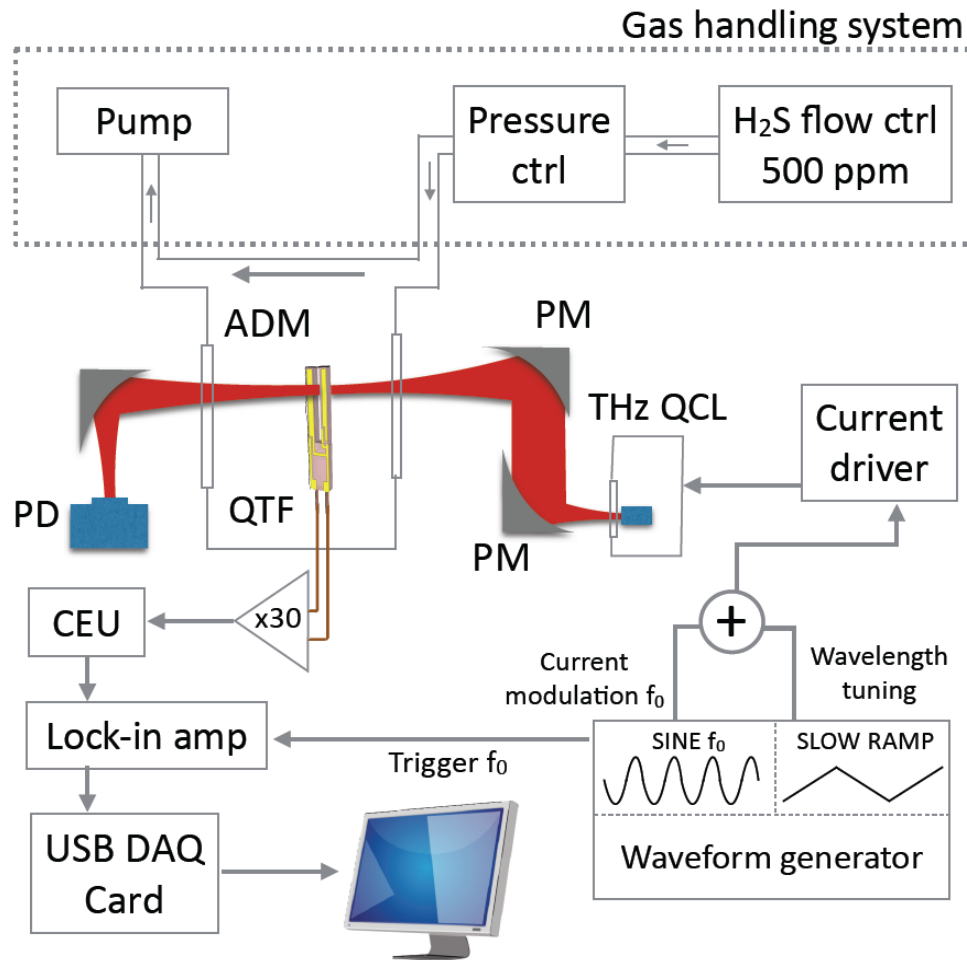 Gas handling system
Pump
Pressure
ctrl
H₂S flow ctrl
500 ppm
ADM
PM
THz QCL
Current
driver
PD
QTF
PM
x30
CEU
+
Current
modulation f₀
Wavelength
tuning
Lock-in amp
Trigger f₀
SINE f₀
SLOW RAMP
USB DAQ
Card
Waveform generator